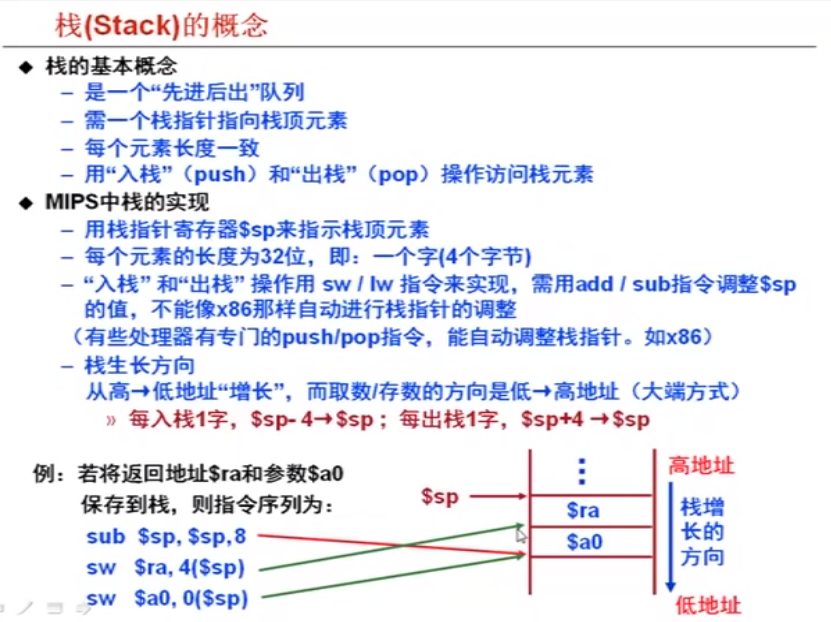 栈(Stack)的概念
◆ 栈的基本概念
– 是一个“先进后出”队列
– 需一个栈指针指向栈顶元素
– 每个元素长度一致
– 用“入栈”（push）和“出栈”（pop）操作访问栈元素
◆ MIPS中栈的实现
– 用栈指针寄存器$sp来指示栈顶元素
– 每个元素的长度为32位，即：一个字(4个字节)
– “入栈” 和“出栈” 操作用 sw / lw 指令来实现，需用add / sub指令调整$sp
的值，不能像x86那样自动进行栈指针的调整
（有些处理器有专门的push/pop指令，能自动调整栈指针。如x86）
– 栈生长方向
从高→低地址“增长”，而取数/存数的方向是低→高地址（大端方式）
» 每入栈1字，$sp- 4→$sp ；每出栈1字，$sp+4 →$sp
例：若将返回地址$ra和参数$a0
保存到栈，则指令序列为：
sub $sp, $sp,8
sw $ra, 4($sp)
sw $a0, 0($sp)
$sp
⋮
$ra
$a0
高地址
栈增
长的
方向
低地址